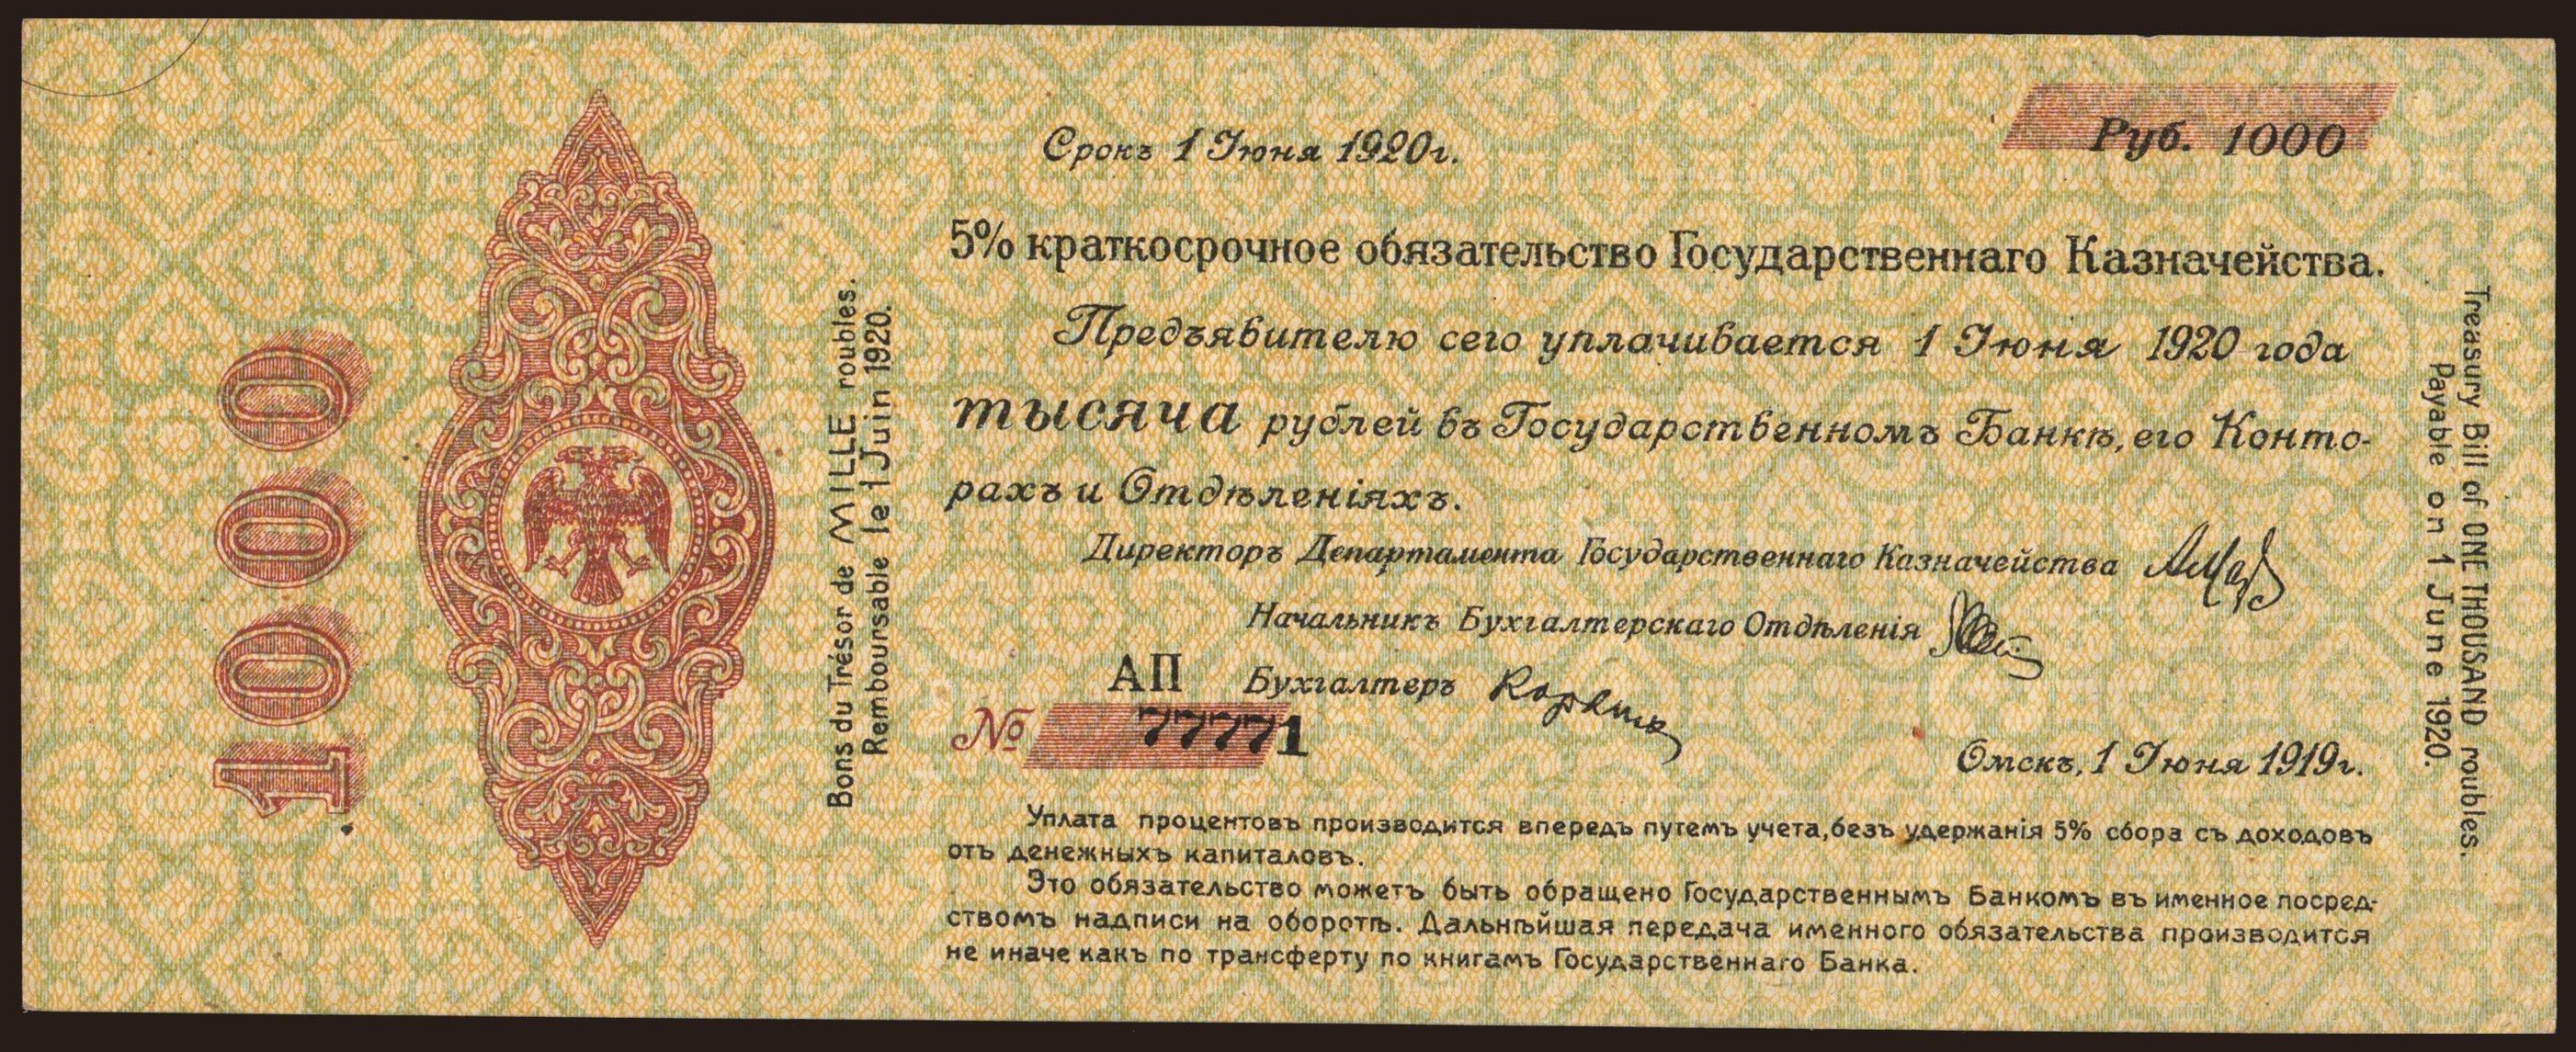 1000
Bons du Trésor de MILLE roubles.
Remboursable le 1 Juin 1920.
Срокъ 1 Іюня 1920г.
Руб. 1000
5% краткосрочное обязательство Государственнаго Казначейства.
Предъявителю сего уплачивается 1 Іюня 1920 года
тысяча рублей въ Государственномъ Банкѣ, его Конто-
рахъ и Отдѣленіяхъ.
Директоръ Департамента Государственнаго Казначейства
Начальникъ Бухгалтерскаго Отдѣленія
АП Бухгалтеръ
№ 77771
Омскъ, 1 Іюня 1919г.
Уплата процентовъ производится впередъ путемъ учета, безъ удержанія 5% сбора съ доходовъ
отъ денежныхъ капиталовъ.
Это обязательство можетъ быть обращено Государственнымъ Банкомъ въ именное посред-
ствомъ надписи на оборотѣ. Дальнѣйшая передача именного обязательства производится
не иначе какъ по трансферту по книгамъ Государственнаго Банка.
Treasury Bill of ONE THOUSAND roubles.
Payable on 1 June 1920.